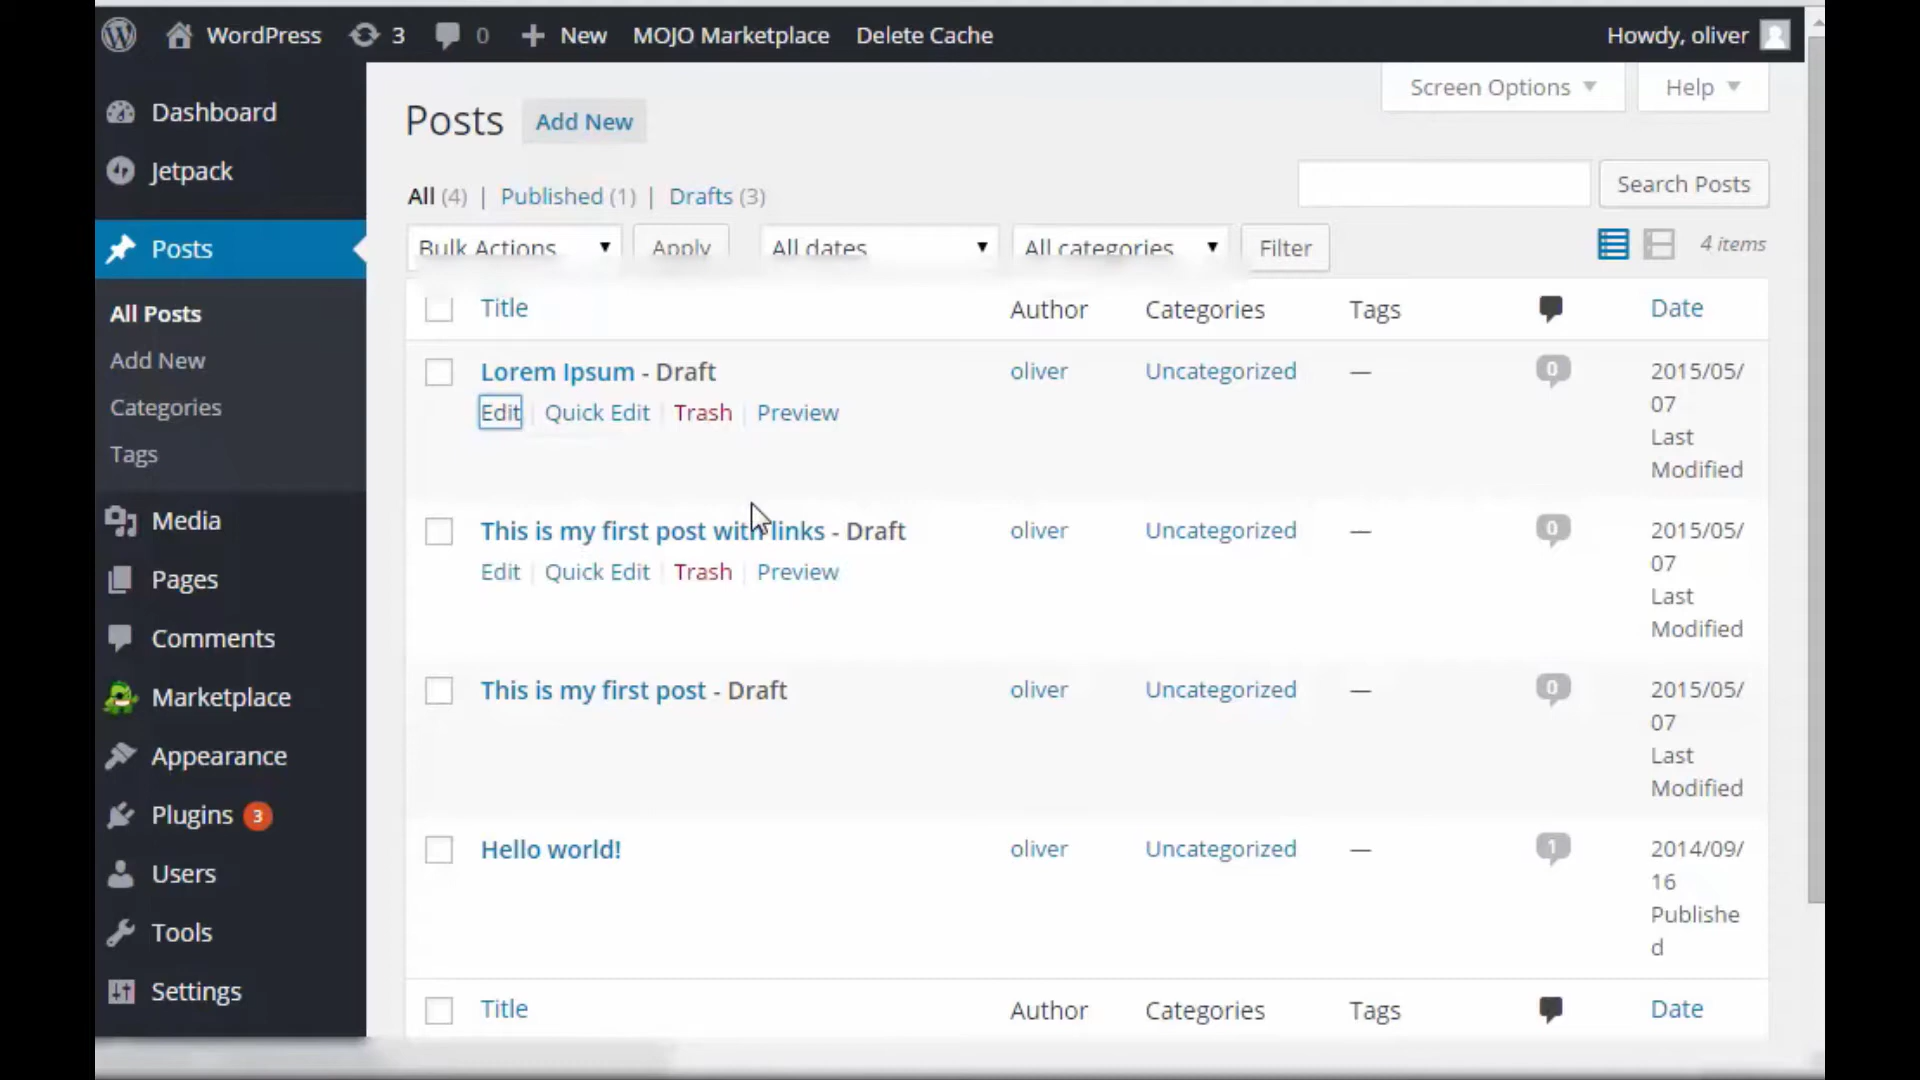 WordPress 3 0 + New MOJO Marketplace Delete Cache Howdy, oliver
Screen Options Help
Dashboard
Jetpack
Posts
All Posts
Add New
Categories
Tags
Media
Pages
Comments
Marketplace
Appearance
Plugins 3
Users
Tools
Settings
Posts Add New
Search Posts
All (4) | Published (1) | Drafts (3)
Bulk Actions Apply All dates All categories Filter 4 items
Title Author Categories Tags Date
Lorem Ipsum - Draft oliver Uncategorized — 0 2015/05/
07
Last
Modified
Edit | Quick Edit | Trash | Preview
This is my first post with links - Draft oliver Uncategorized — 0 2015/05/
07
Last
Modified
Edit | Quick Edit | Trash | Preview
This is my first post - Draft oliver Uncategorized — 0 2015/05/
07
Last
Modified
Hello world! oliver Uncategorized — 1 2014/09/
16
Publishe
d
Title Author Categories Tags Date